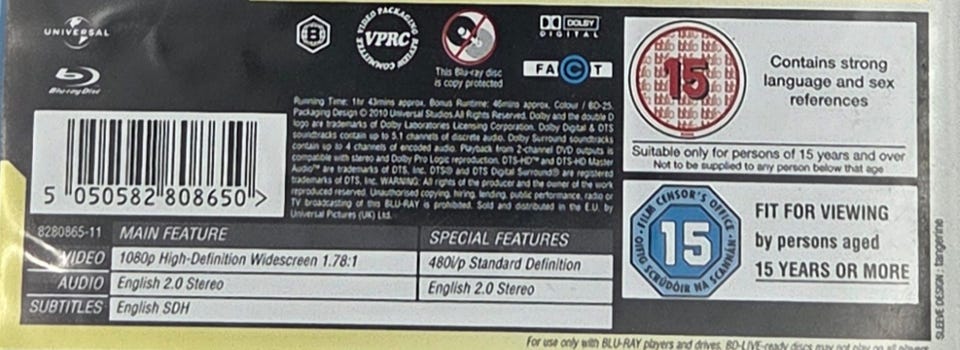 UNIVERSAL
Blu-ray Disc
B
VIDEO PACKAGING REVIEW COMMITTEE
VPRC
This Blu-ray disc
is copy protected
DOLBY
DIGITAL
FACT
Running Time: 1hr 43mins approx. Bonus Runtime: 46mins approx. Colour / BD-25.
Packaging Design © 2010 Universal Studios. All Rights Reserved. Dolby and the double D
logo are trademarks of Dolby Laboratories Licensing Corporation. Dolby Digital & DTS
soundtracks contain up to 5.1 channels of discrete audio. Dolby Surround soundtracks
contain up to 4 channels of encoded audio. Playback from 2-channel DVD outputs is
compatible with stereo and Dolby Pro Logic reproduction. DTS-HD™ and DTS-HD Master
Audio™ are trademarks of DTS, Inc. DTS® and DTS Digital Surround® are registered
trademarks of DTS, Inc. WARNING: All rights of the producer and the owner of the work
reproduced reserved. Unauthorised copying, hiring, lending, public performance, radio or
TV broadcasting of this BLU-RAY is prohibited. Sold and distributed in the E.U. by
Universal Pictures (UK) Ltd.
5 050582 808650 >
8280865-11 MAIN FEATURE SPECIAL FEATURES
VIDEO 1080p High-Definition Widescreen 1.78:1 480i/p Standard Definition
AUDIO English 2.0 Stereo English 2.0 Stereo
SUBTITLES English SDH
15
Contains strong
language and sex
references
Suitable only for persons of 15 years and over
Not to be supplied to any person below that age
FILM CENSOR'S OFFICE
15
OIFIG SCRÚDÓIR NA SCANNÁN
FIT FOR VIEWING
by persons aged
15 YEARS OR MORE
SLEEVE DESIGN: tangerine
For use only with BLU-RAY players and drives. BD-LIVE-ready discs may not play on all players